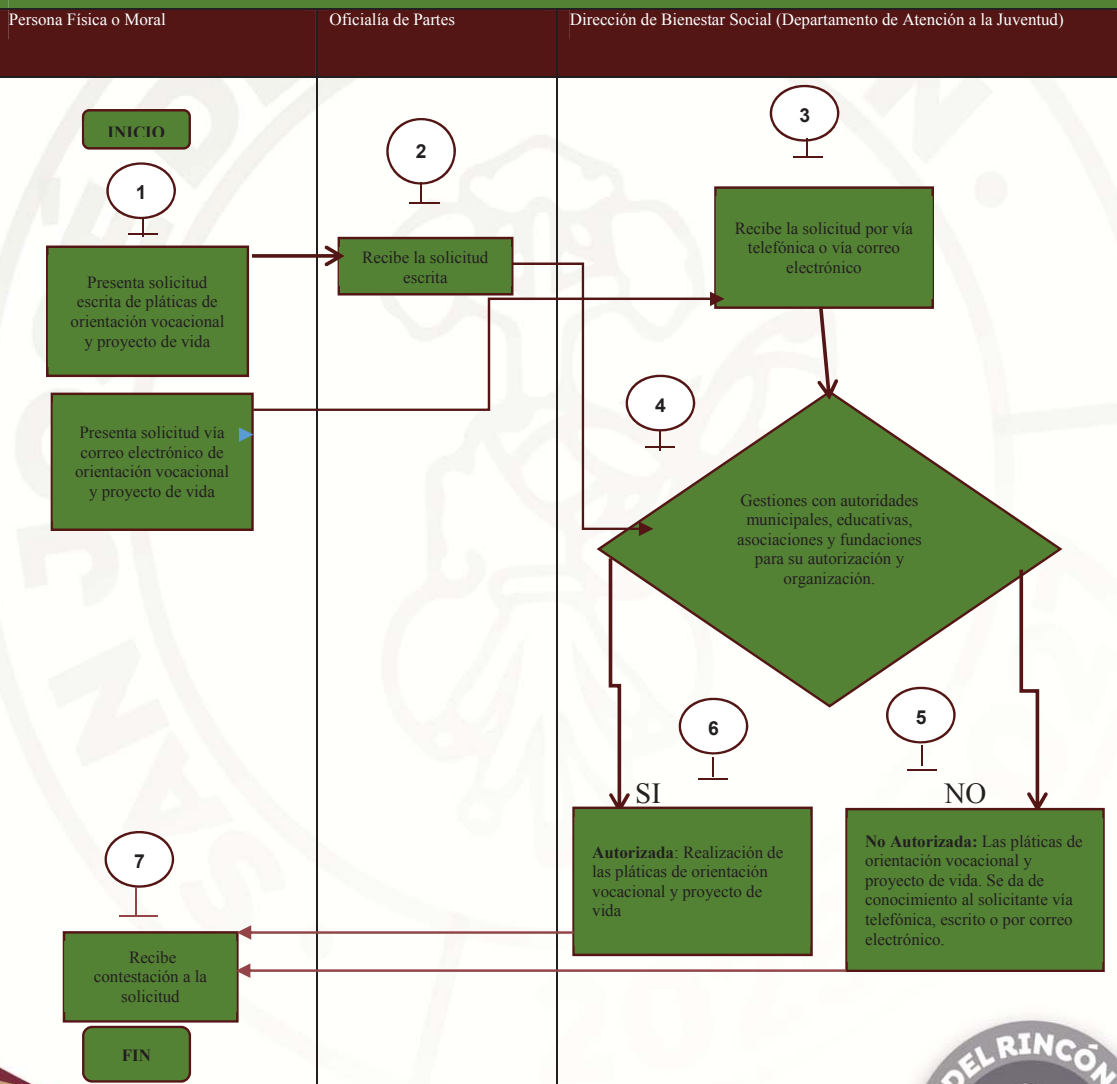 Persona Física o Moral
Oficialía de Partes
Dirección de Bienestar Social (Departamento de Atención a la Juventud)
INICIO
1
2
3
Presenta solicitud
escrita de pláticas de
orientación vocacional
y proyecto de vida
Recibe la solicitud
escrita
Recibe la solicitud por vía
telefónica o vía correo
electrónico
Presenta solicitud vía
correo electrónico de
orientación vocacional
y proyecto de vida
4
Gestiones con autoridades
municipales, educativas,
asociaciones y fundaciones
para su autorización y
organización.
6
5
SI
NO
Autorizada: Realización de
las pláticas de orientación
vocacional y proyecto de
vida
No Autorizada: Las pláticas de
orientación vocacional y
proyecto de vida. Se da de
conocimiento al solicitante vía
telefónica, escrito o por correo
electrónico.
7
Recibe
contestación a la
solicitud
FIN
DEL RINCÓN
SAN